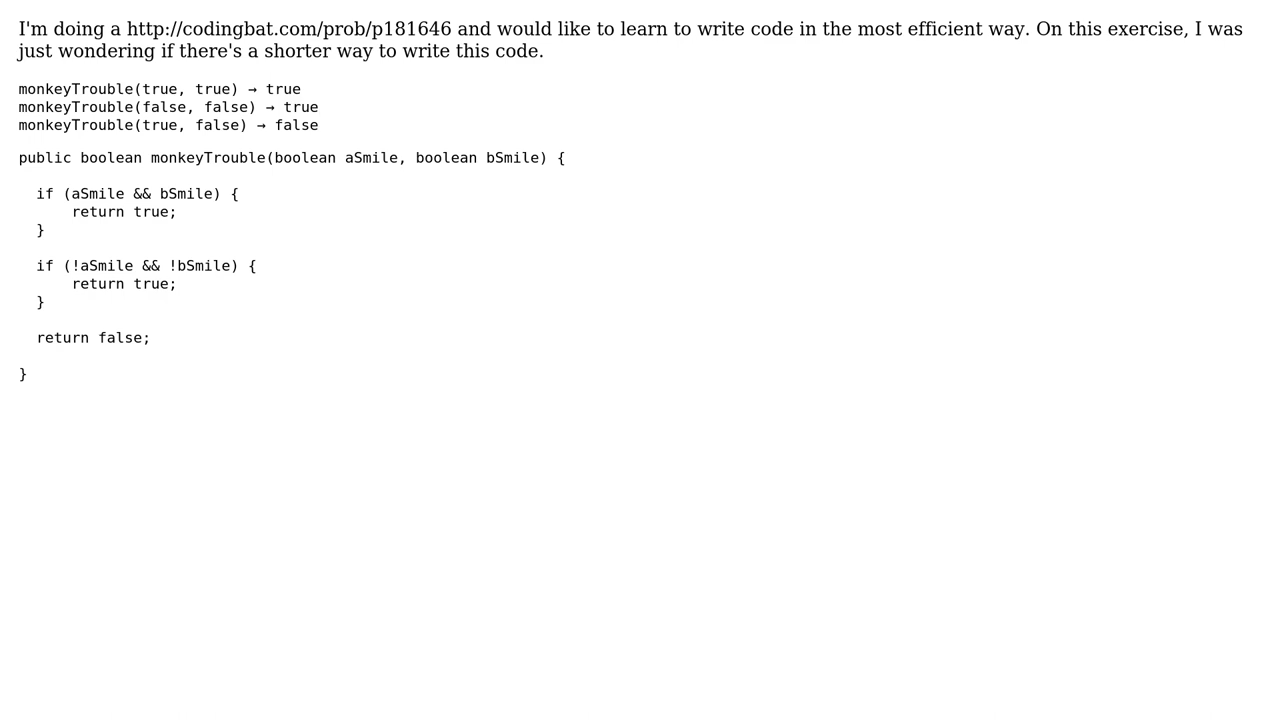 I'm doing a http://codingbat.com/prob/p181646 and would like to learn to write code in the most efficient way. On this exercise, I was
just wondering if there's a shorter way to write this code.
monkeyTrouble(true, true) → true
monkeyTrouble(false, false) → true
monkeyTrouble(true, false) → false
public boolean monkeyTrouble(boolean aSmile, boolean bSmile) {
  if (aSmile && bSmile) {
      return true;
  }
  if (!aSmile && !bSmile) {
      return true;
  }
  return false;
}